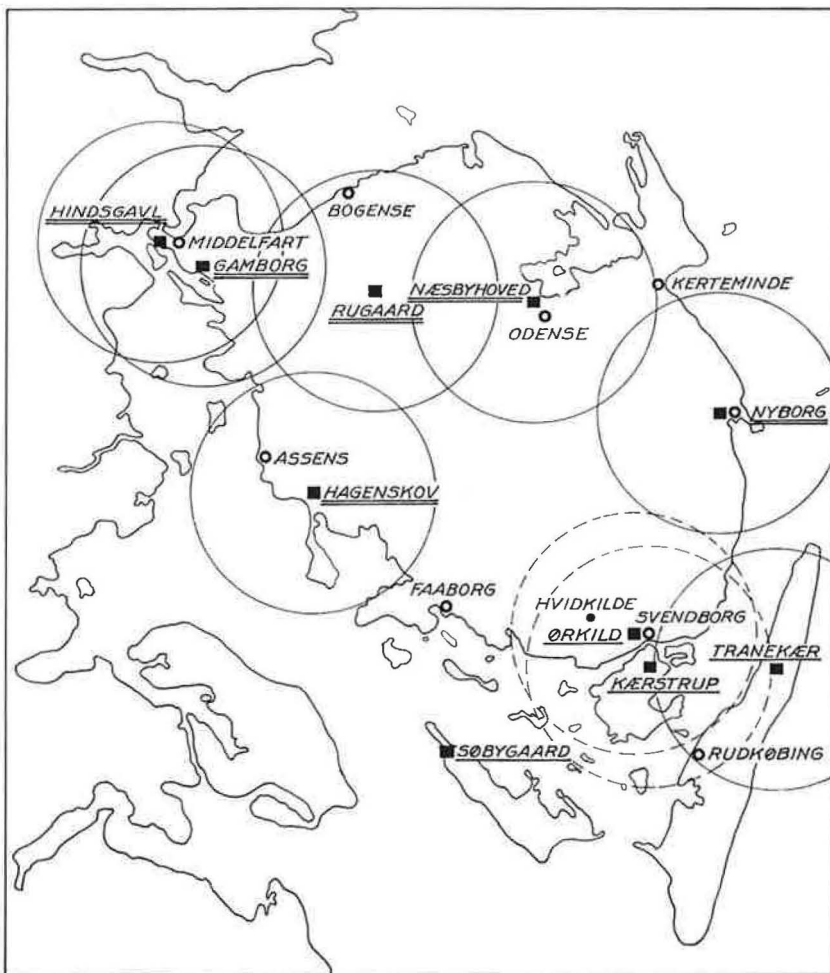 BOGENSE
HINDSGAVL
MIDDELFART
GAMBORG
RUGAARD
NÆSBYHOVED
ODENSE
KERTEMINDE
NYBORG
ASSENS
HAGENSKOV
FAABORG
HVIDKILDE
ØRKILD
SVENDBORG
TRANEKÆR
KÆRSTRUP
SØBYGAARD
RUDKØBING